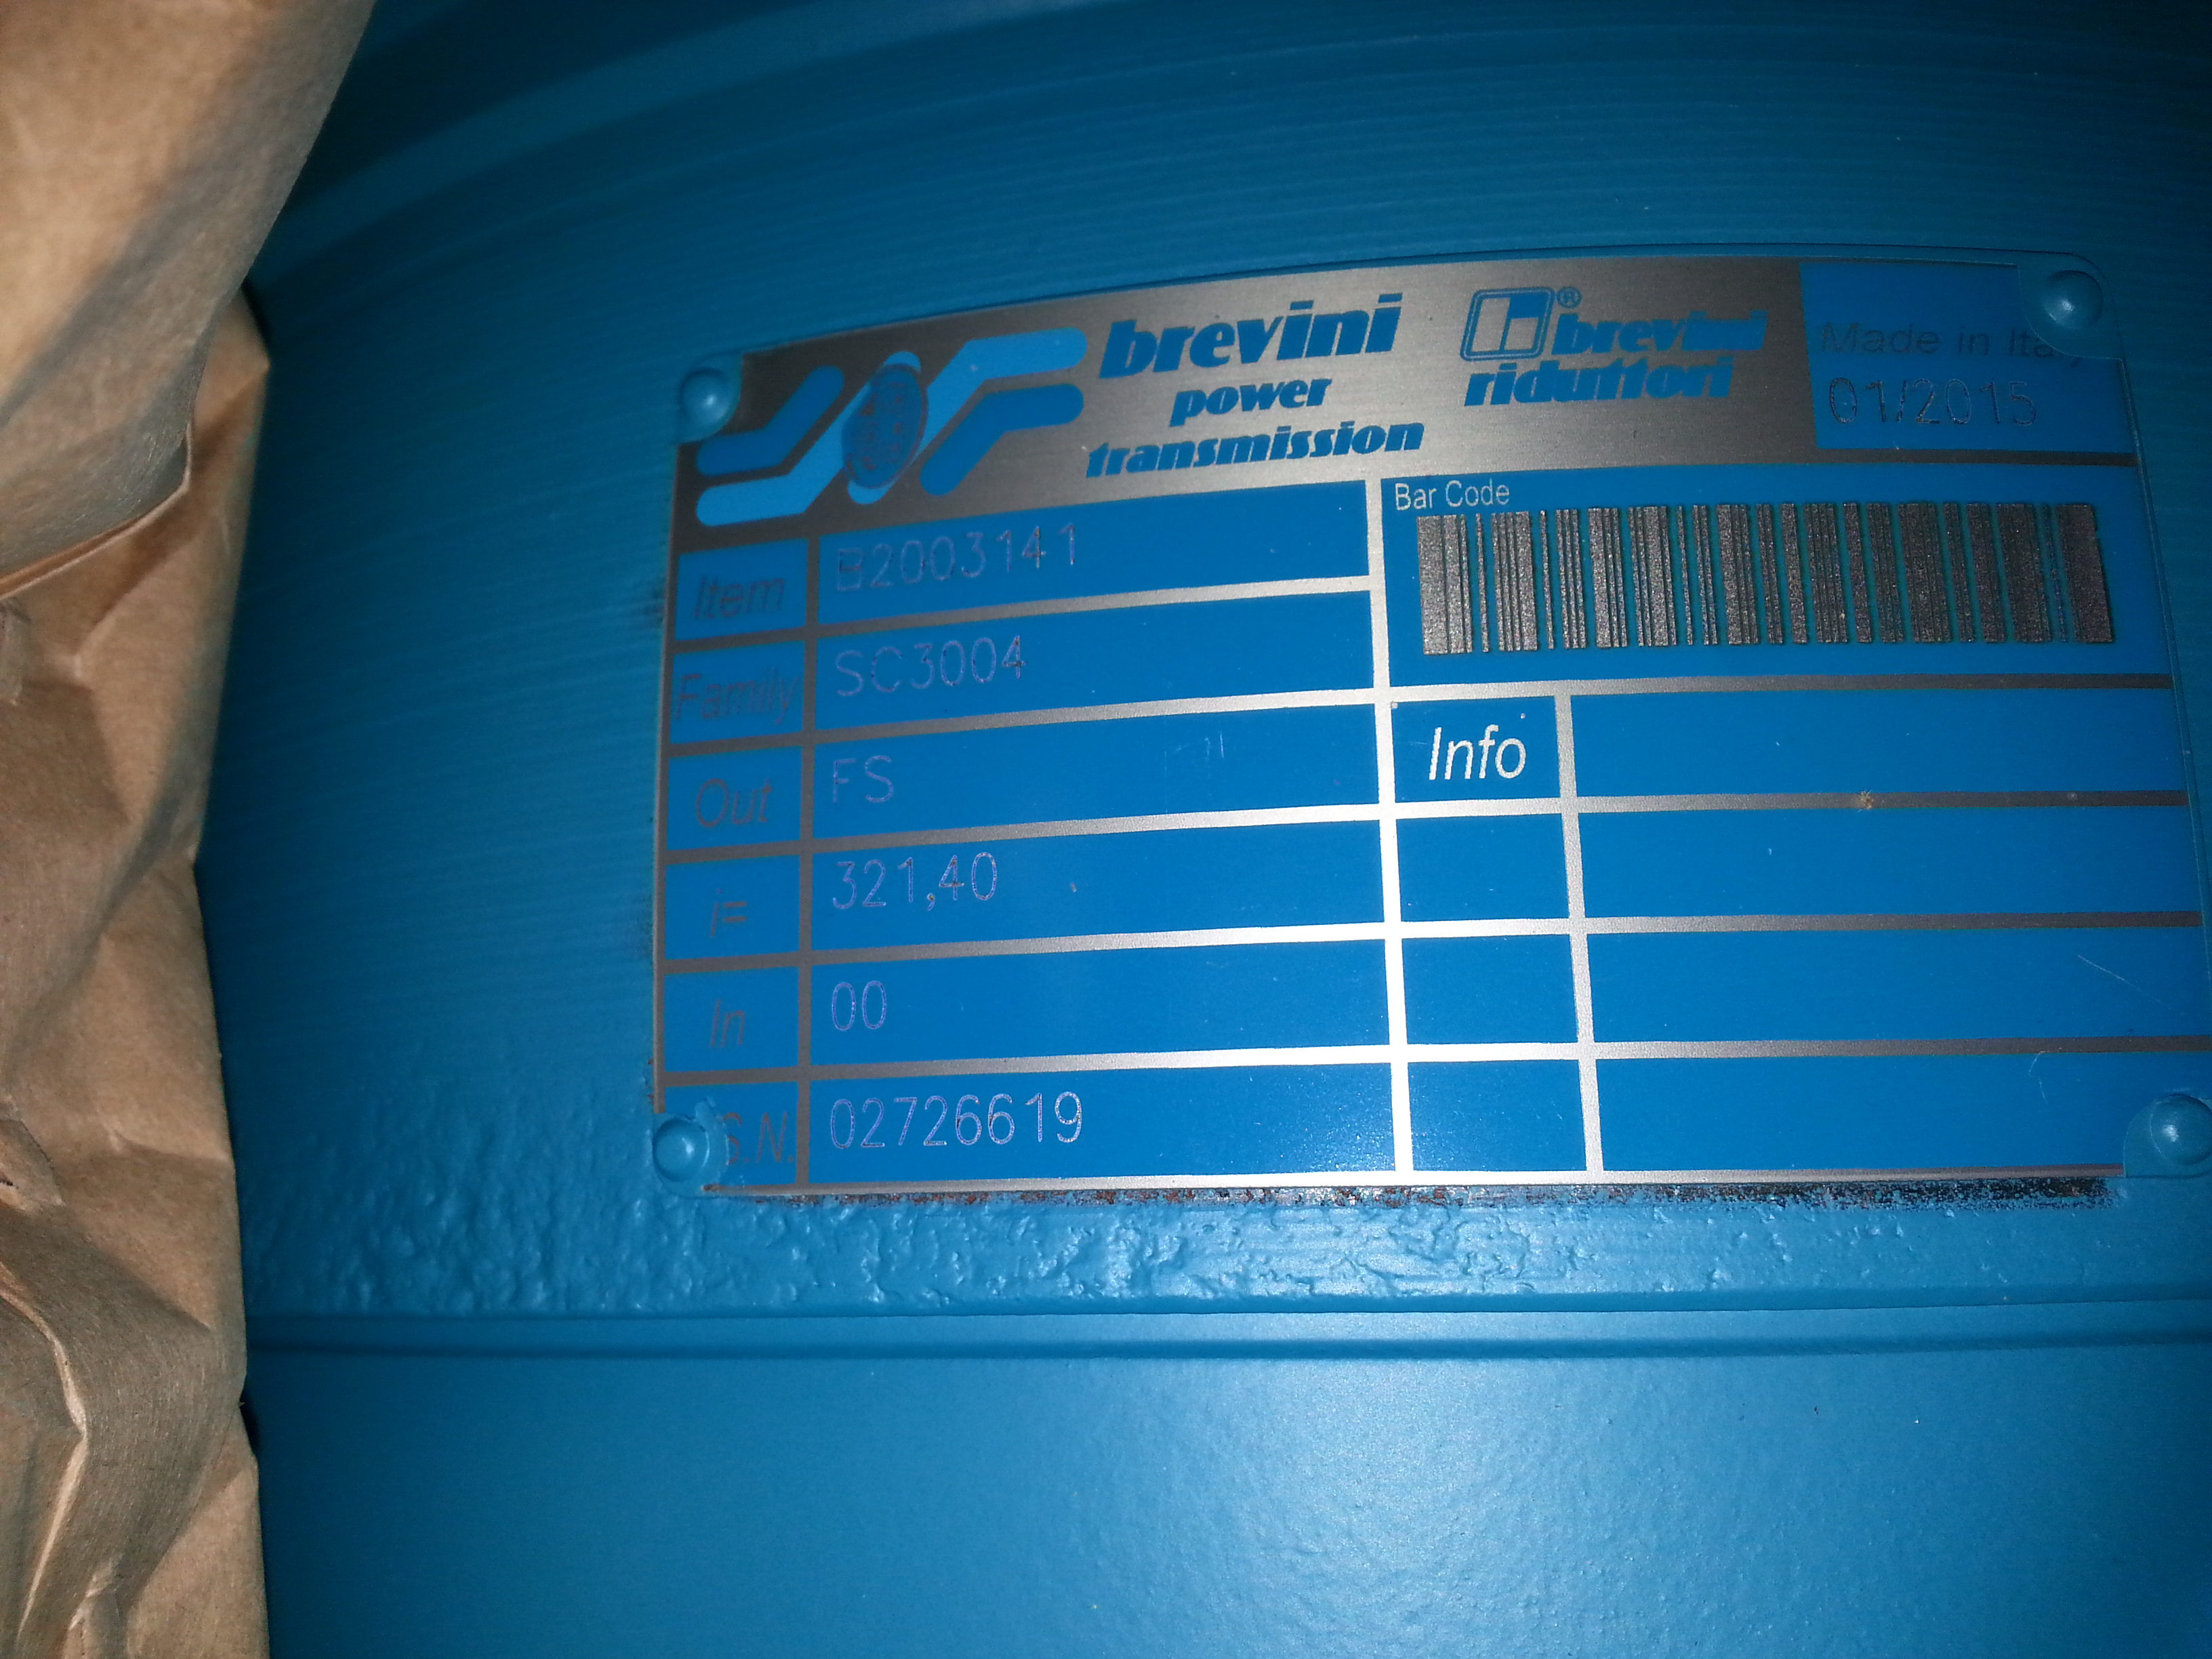 brevini
power
transmission
® brevini
riduttori
Made in Italy
01/2015
Item B2003141
Family SC3004
Out FS
i= 321,40
In 00
S.N. 02726619
Bar Code
Info